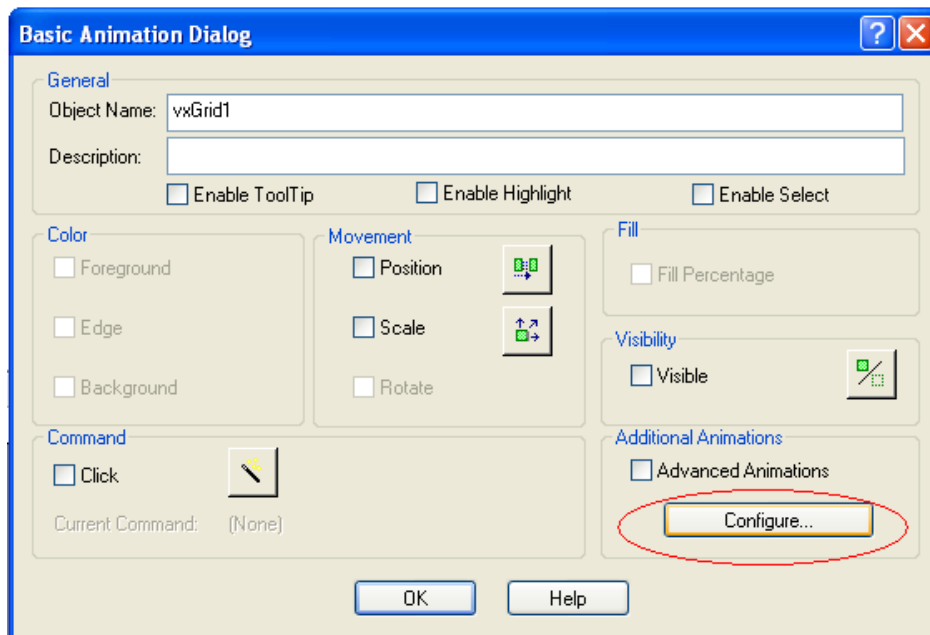 Basic Animation Dialog
General
Object Name: vxGrid1
Description:
Enable ToolTip Enable Highlight Enable Select
Color
Foreground
Edge
Background
Movement
Position
Scale
Rotate
Fill
Fill Percentage
Visibility
Visible
Command
Click
Current Command: (None)
Additional Animations
Advanced Animations
Configure...
OK Help